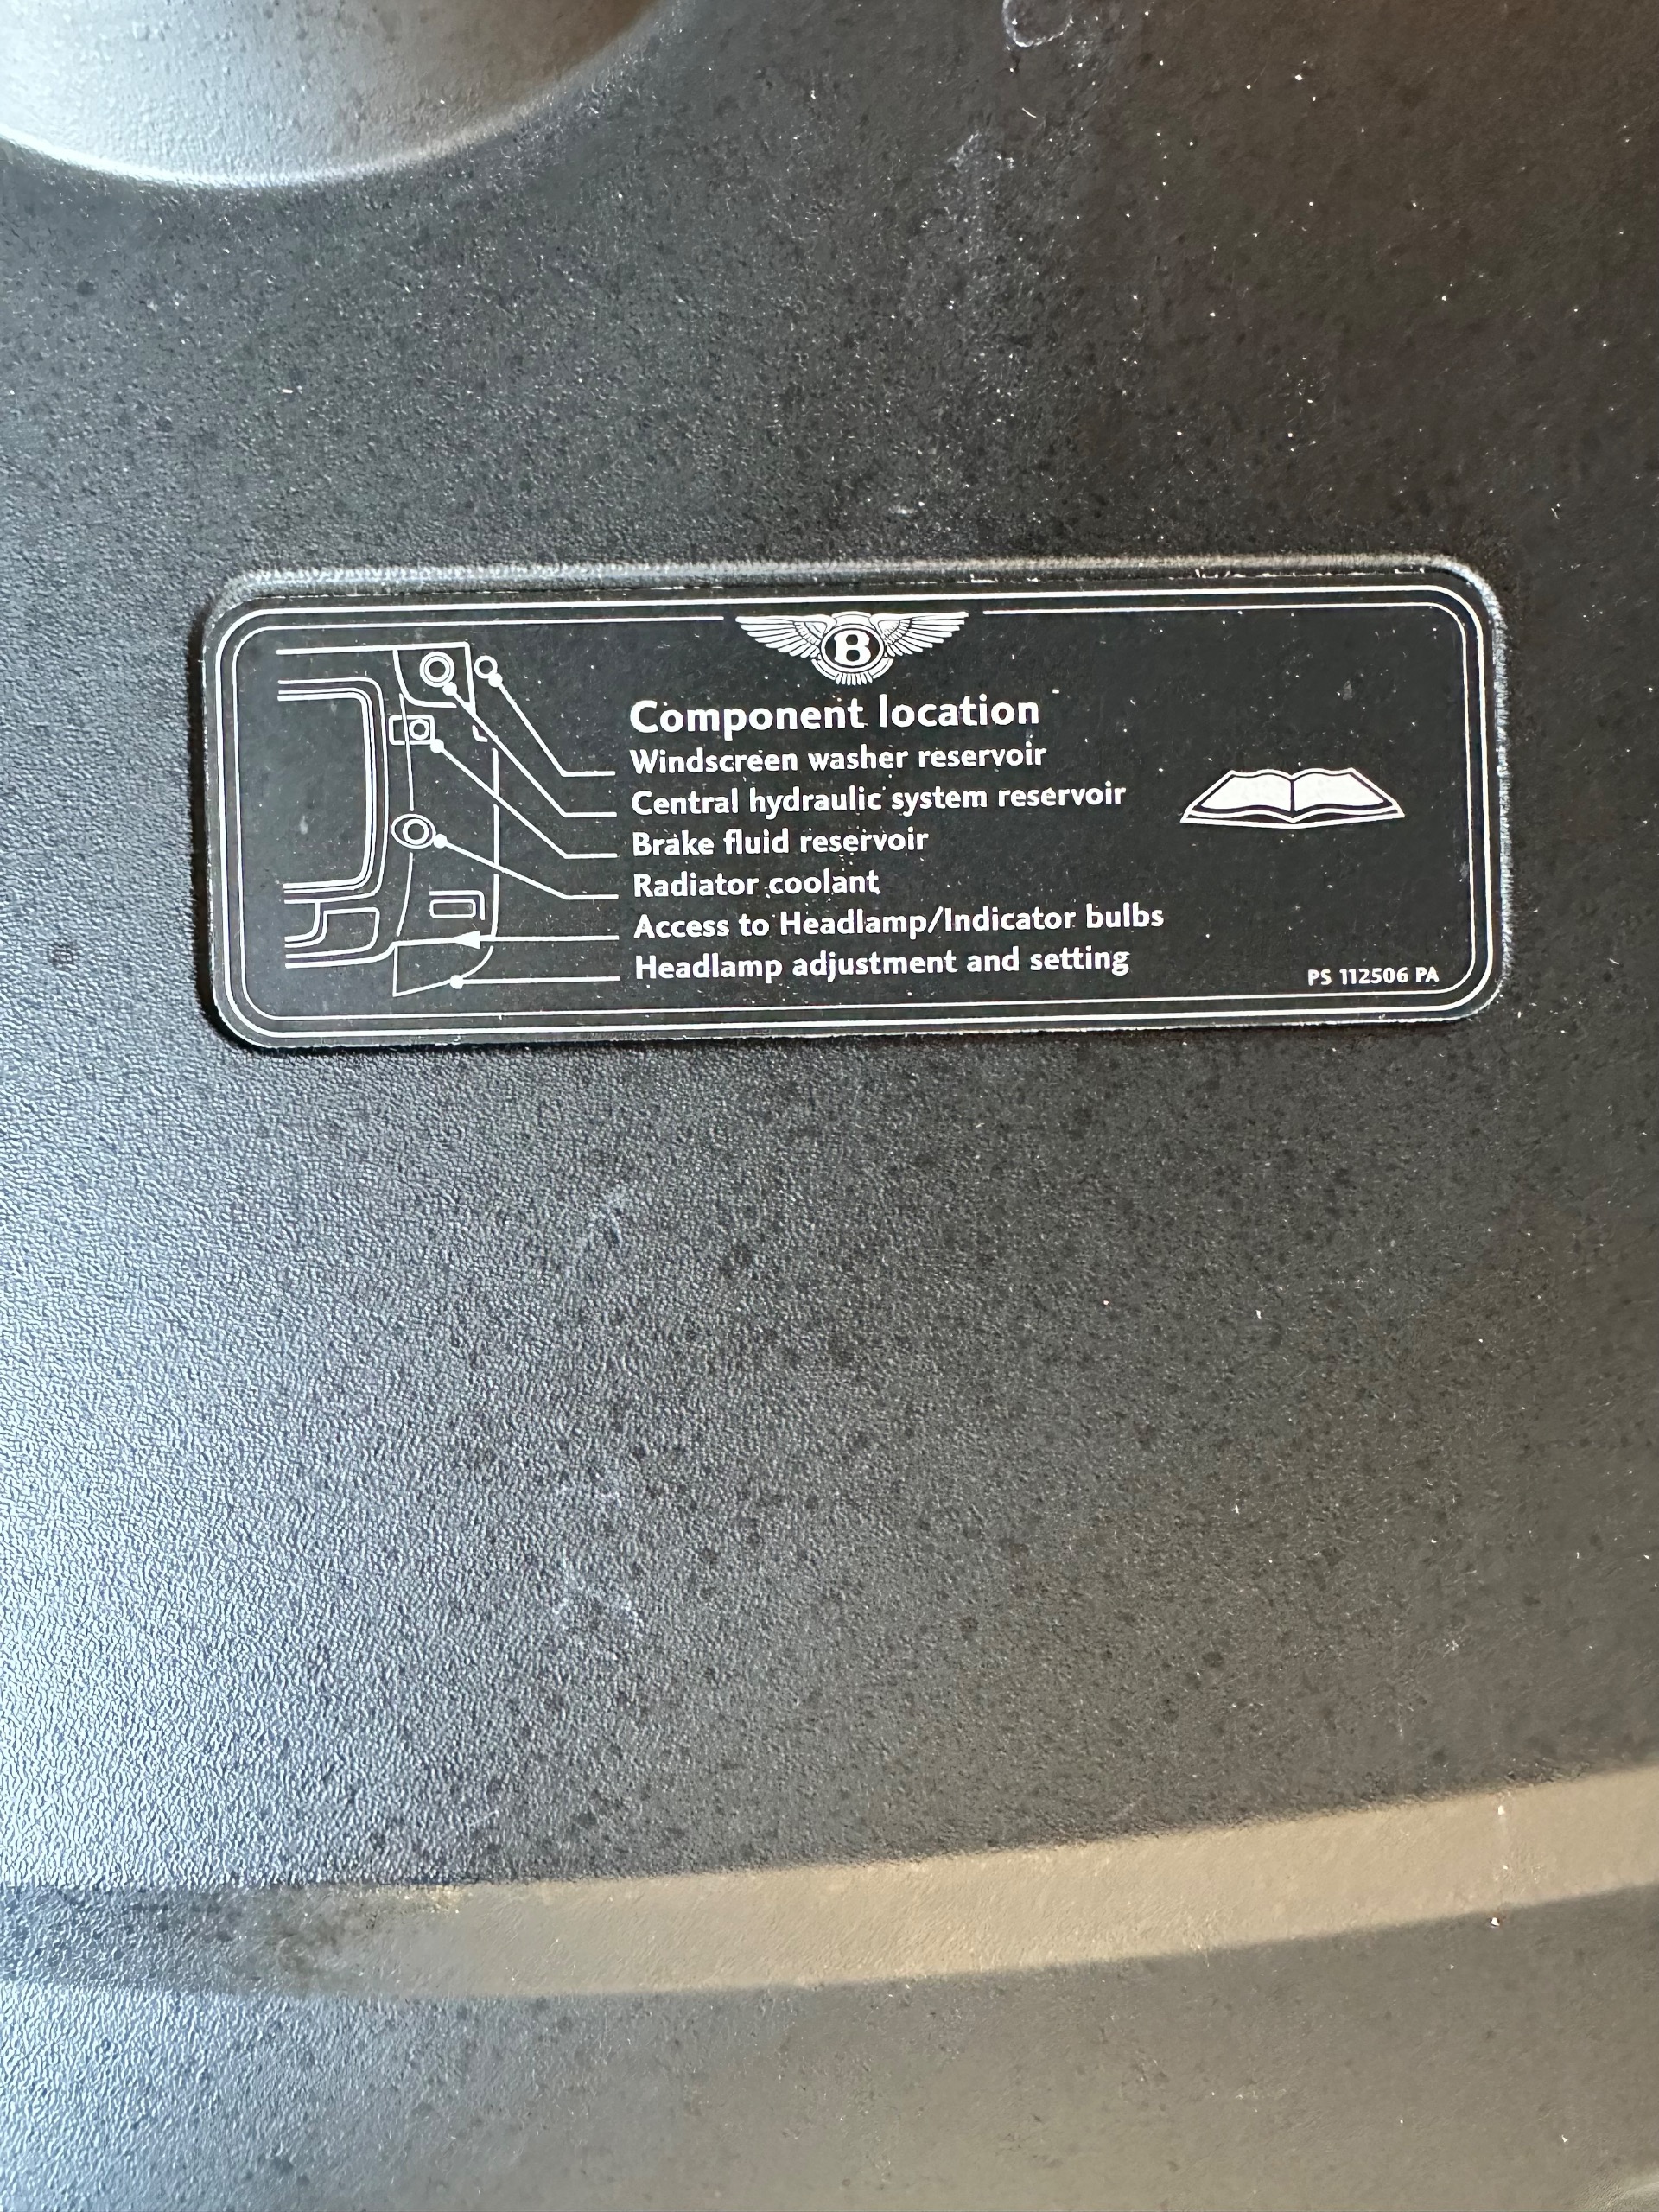 B
Component location
Windscreen washer reservoir
Central hydraulic system reservoir
Brake fluid reservoir
Radiator coolant
Access to Headlamp/Indicator bulbs
Headlamp adjustment and setting
PS 112506 PA